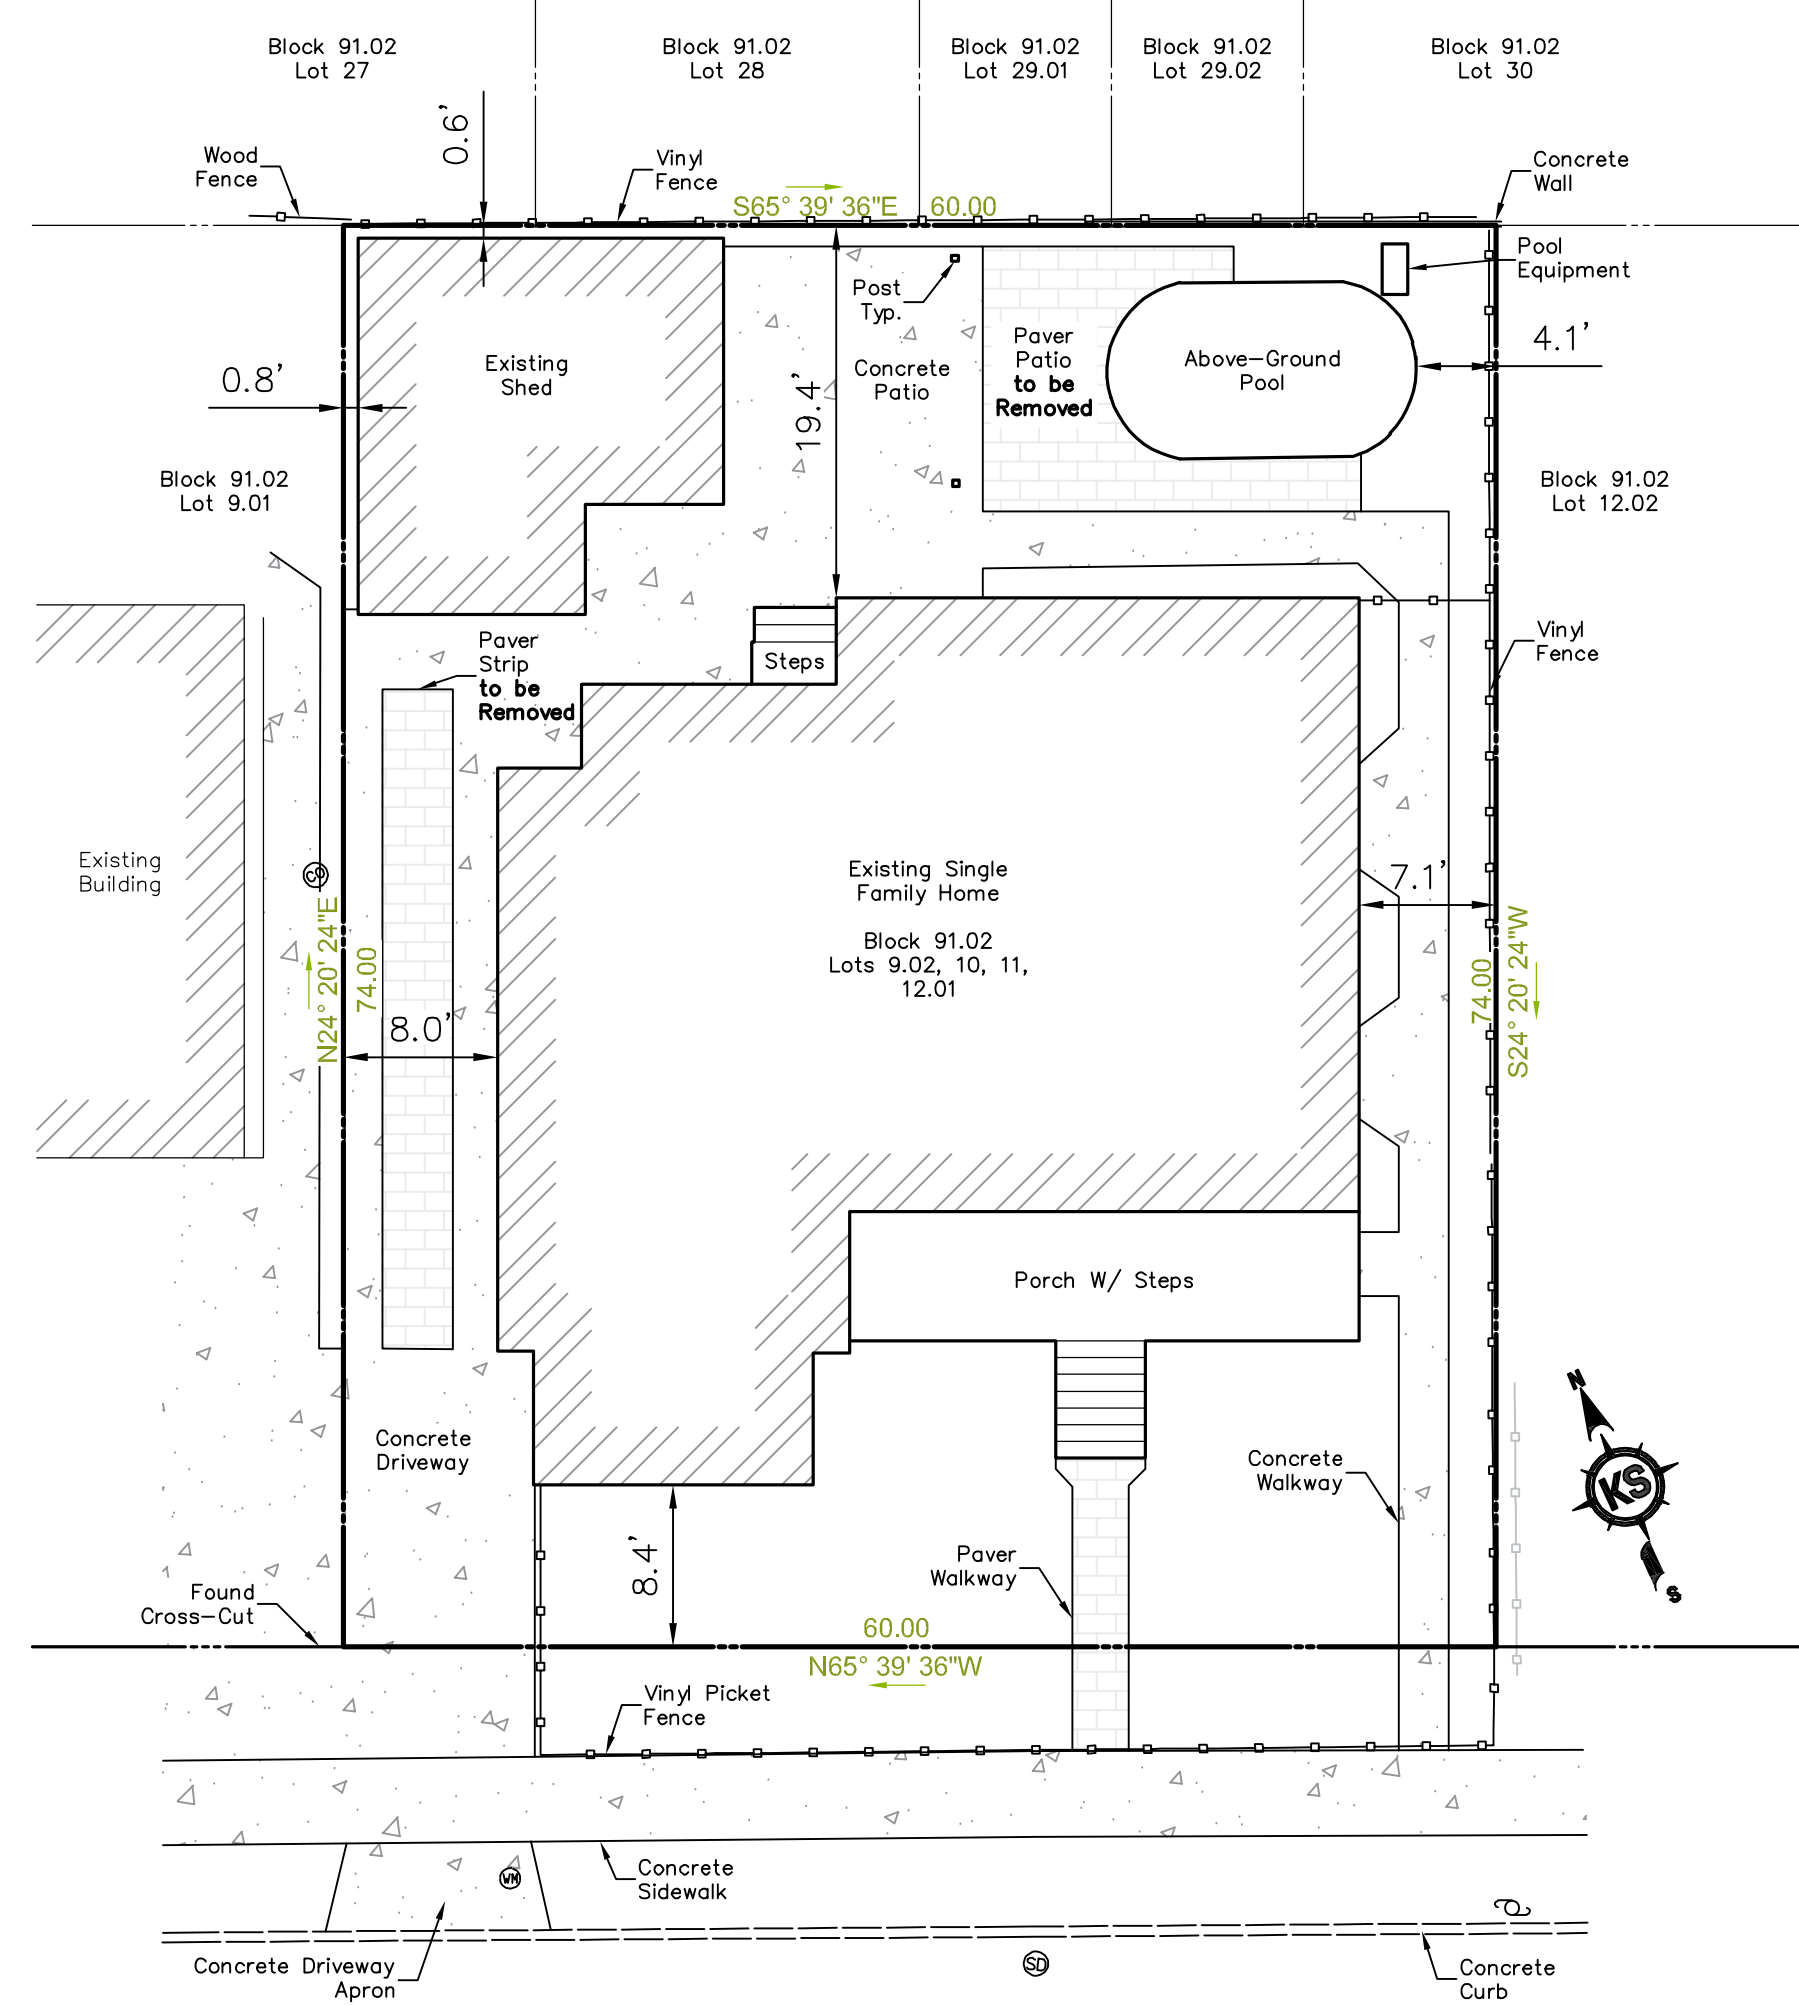 Block 91.02
Lot 27
Block 91.02
Lot 28
Block 91.02
Lot 29.01
Block 91.02
Lot 29.02
Block 91.02
Lot 30
0.6'
Wood
Fence
Vinyl
Fence
Concrete
Wall
S65° 39' 36"E
60.00
Pool
Equipment
Post
Typ.
4.1'
0.8'
Existing
Shed
19.4'
Concrete
Patio
Paver
Patio
to be
Removed
Above-Ground
Pool
Block 91.02
Lot 9.01
Block 91.02
Lot 12.02
Paver
Strip
to be
Removed
Steps
Vinyl
Fence
Existing
Building
CO
Existing Single
Family Home
Block 91.02
Lots 9.02, 10, 11,
12.01
7.1'
N24° 20' 24"E
74.00
8.0'
74.00
S24° 20' 24"W
Porch W/ Steps
N
KS
S
Concrete
Driveway
Concrete
Walkway
8.4'
Paver
Walkway
Found
Cross-Cut
60.00
N65° 39' 36"W
Vinyl Picket
Fence
WM
Concrete
Sidewalk
Concrete Driveway
Apron
SD
Concrete
Curb